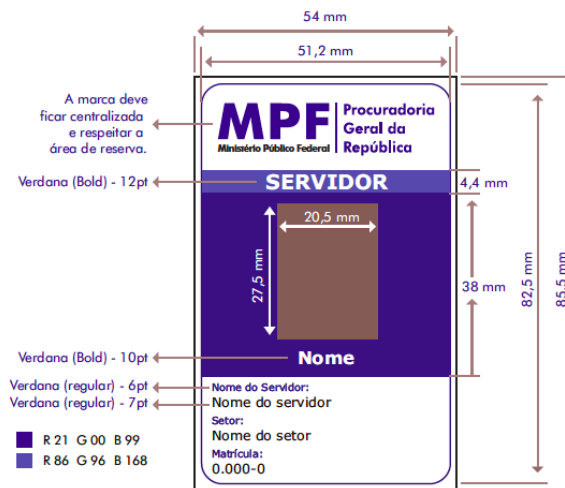 54 mm
51,2 mm
A marca deve
ficar centralizada
e respeitar a
área de reserva.
MPF
Ministério Público Federal
Procuradoria
Geral da
República
Verdana (Bold) - 12pt
SERVIDOR
4,4 mm
20,5 mm
27,5 mm
38 mm
82,5 mm
85,5 mm
Verdana (Bold) - 10pt
Nome
Verdana (regular) - 6pt
Nome do Servidor:
Verdana (regular) - 7pt
Nome do servidor
Setor:
Nome do setor
Matrícula:
0.000-0
R 21 G 00 B 99
R 86 G 96 B 168